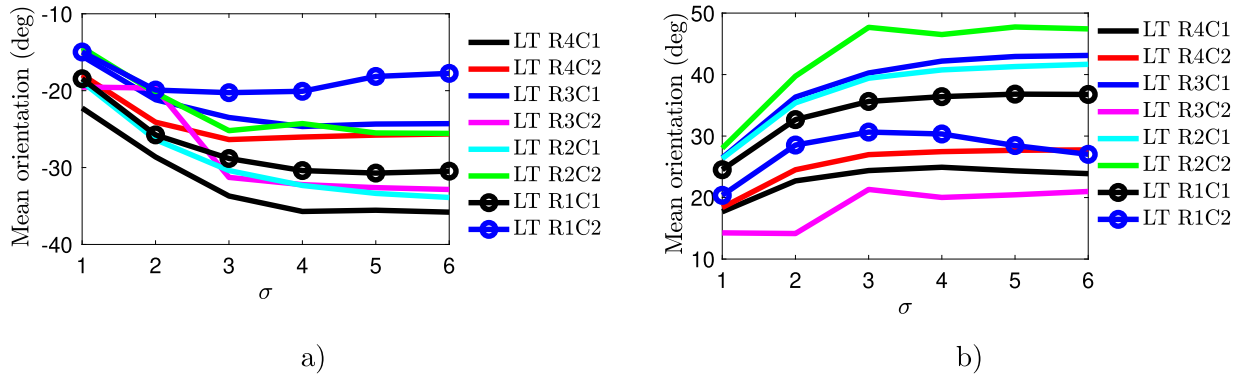 Mean orientation (deg)
-10
-20
-30
-40
1 2 3 4 5 6
σ
LT R4C1
LT R4C2
LT R3C1
LT R3C2
LT R2C1
LT R2C2
LT R1C1
LT R1C2
a)
Mean orientation (deg)
50
40
30
20
10
1 2 3 4 5 6
σ
LT R4C1
LT R4C2
LT R3C1
LT R3C2
LT R2C1
LT R2C2
LT R1C1
LT R1C2
b)